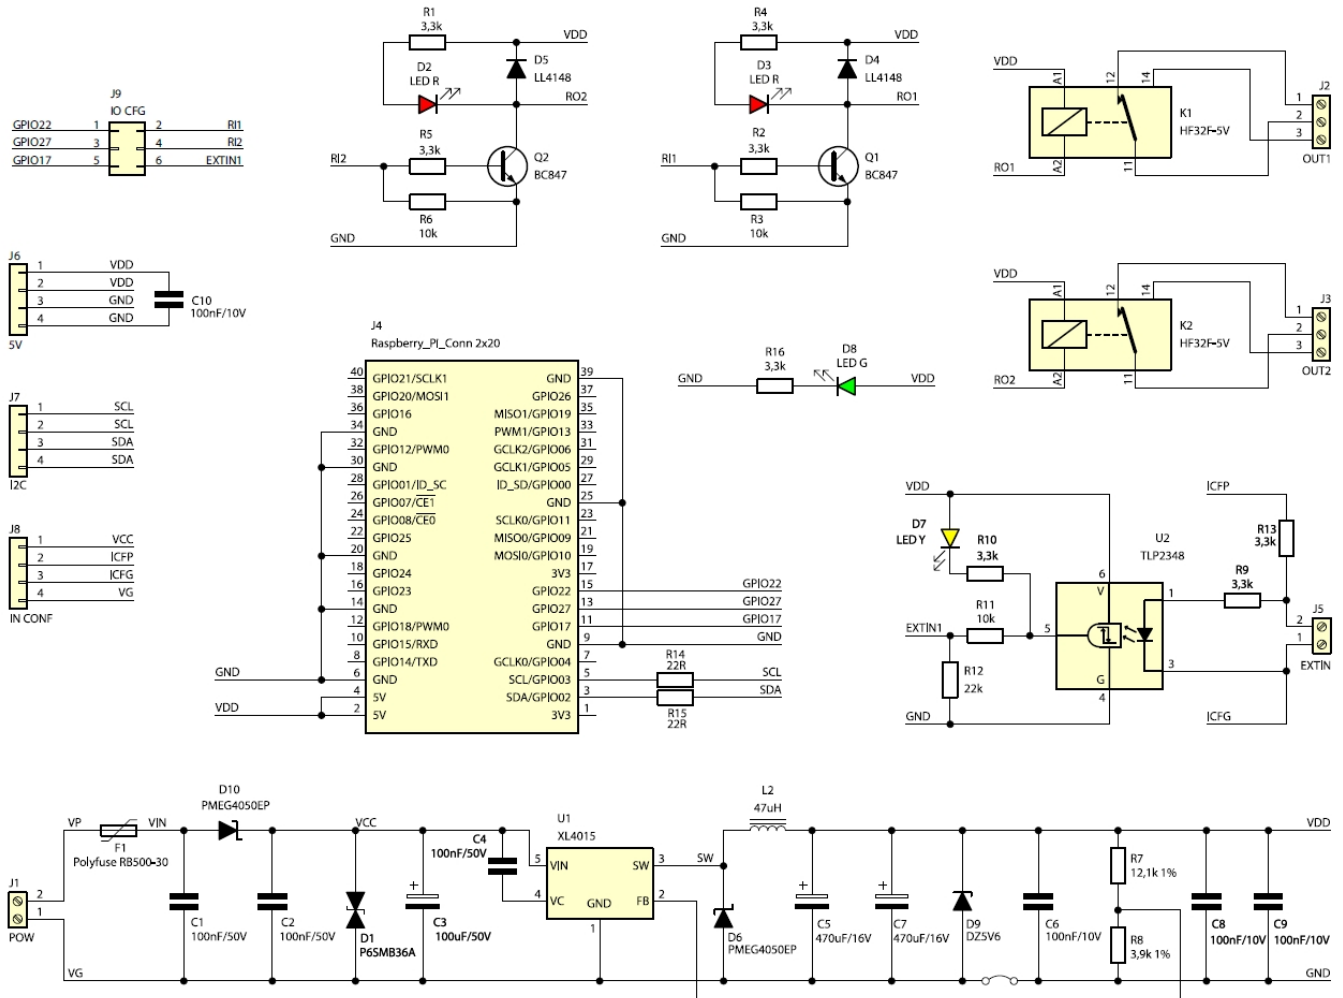 R1
3,3k
VDD
D2
LED R
D5
LL4148
RO2
R5
3,3k
RI2
Q2
BC847
R6
10k
GND
R4
3,3k
VDD
D3
LED R
D4
LL4148
RO1
R2
3,3k
RI1
Q1
BC847
R3
10k
GND
VDD
A1
12
14
K1
HF32F-5V
RO1
A2
11
J2
1
2
3
OUT1
J9
IO CFG
GPIO22 1 2 RI1
GPIO27 3 4 RI2
GPIO17 5 6 EXTIN1
J6
1 VDD
2 VDD
3 GND
4 GND
5V
C10
100nF/10V
VDD
A1
12
14
K2
HF32F-5V
RO2
A2
11
J3
1
2
3
OUT2
J7
1 SCL
2 SCL
3 SDA
4 SDA
I2C
J8
1 VCC
2 ICFP
3 ICFG
4 VG
IN CONF
J4
Raspberry_PI_Conn 2x20
40 GPIO21/SCLK1 GND 39
38 GPIO20/MOSI1 GPIO26 37
36 GPIO16 MISO1/GPIO19 35
34 GND PWM1/GPIO13 33
32 GPIO12/PWM0 GCLK2/GPIO06 31
30 GND GCLK1/GPIO05 29
28 GPIO01/ID_SC ID_SD/GPIO00 27
26 GPIO07/CE1 GND 25
24 GPIO08/CE0 SCLK0/GPIO11 23
22 GPIO25 MISO0/GPIO09 21
20 GND MOSI0/GPIO10 19
18 GPIO24 3V3 17
16 GPIO23 GPIO22 15 GPIO22
14 GND GPIO27 13 GPIO27
12 GPIO18/PWM0 GPIO17 11 GPIO17
10 GPIO15/RXD GND 9 GND
8 GPIO14/TXD GCLK0/GPIO04 7
GND 6 GND SCL/GPIO03 5 SCL
4 5V SDA/GPIO02 3 SDA
VDD 2 5V 3V3 1
R14
22R
R15
22R
GND
R16
3,3k
D8
LED G
VDD
VDD
D7
LED Y
R10
3,3k
R11
10k
EXTIN1
R12
22k
GND
U2
TLP2348
6
V
5
G
4
1
3
R9
3,3k
ICFP
R13
3,3k
J5
2
1
EXTIN
ICFG
J1
2
1
POW
VP
F1
Polyfuse RB500-30
VIN
D10
PMEG4050EP
VCC
C1
100nF/50V
C2
100nF/50V
D1
P6SMB36A
C3
100uF/50V
C4
100nF/50V
U1
XL4015
5 VIN SW 3
4 VC FB 2
GND
1
SW
L2
47uH
D6
PMEG4050EP
+
+
+
C5
470uF/16V
C7
470uF/16V
D9
DZ5V6
C6
100nF/10V
R7
12,1k 1%
R8
3,9k 1%
C8
100nF/10V
C9
100nF/10V
VDD
VG
GND